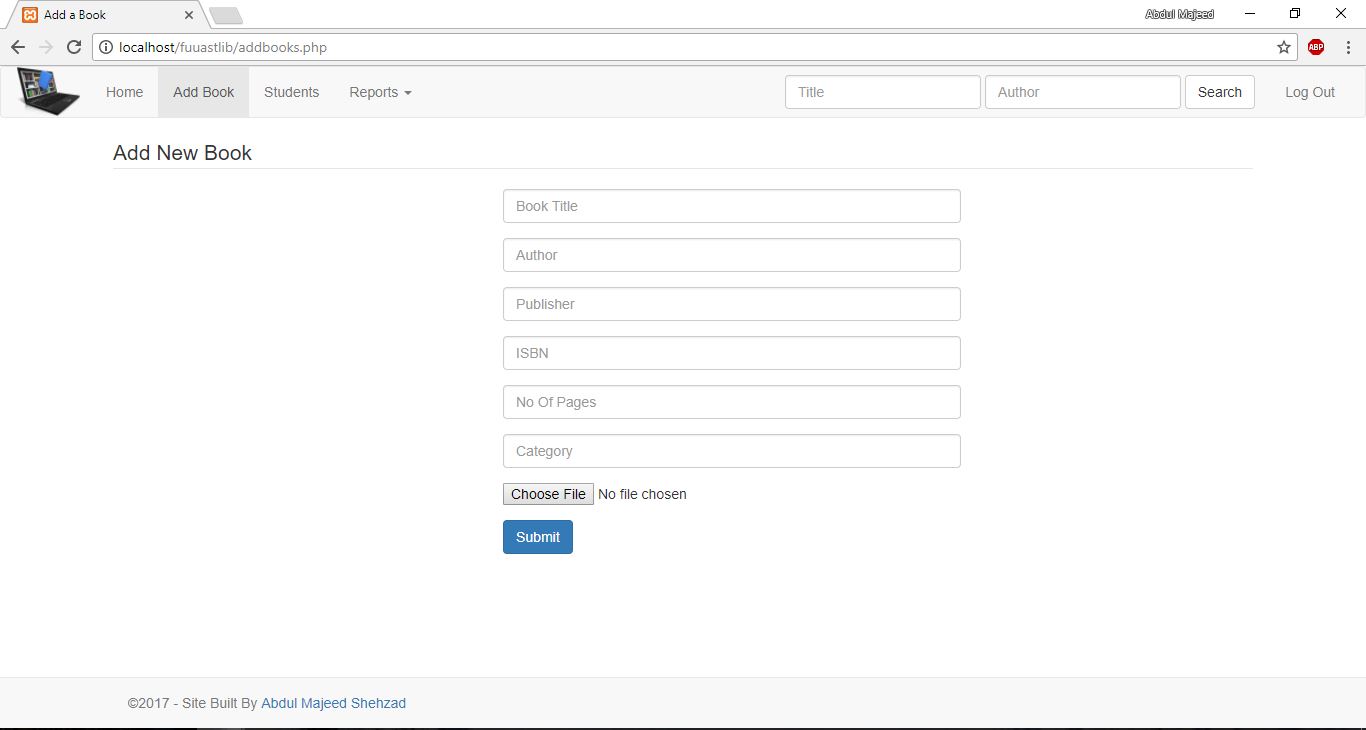 Add a Book
Abdul Majeed
localhost/fuuastlib/addbooks.php
ABP
Home Add Book Students Reports Title Author Search Log Out
Add New Book
Book Title
Author
Publisher
ISBN
No Of Pages
Category
Choose File No file chosen
Submit
©2017 - Site Built By Abdul Majeed Shehzad